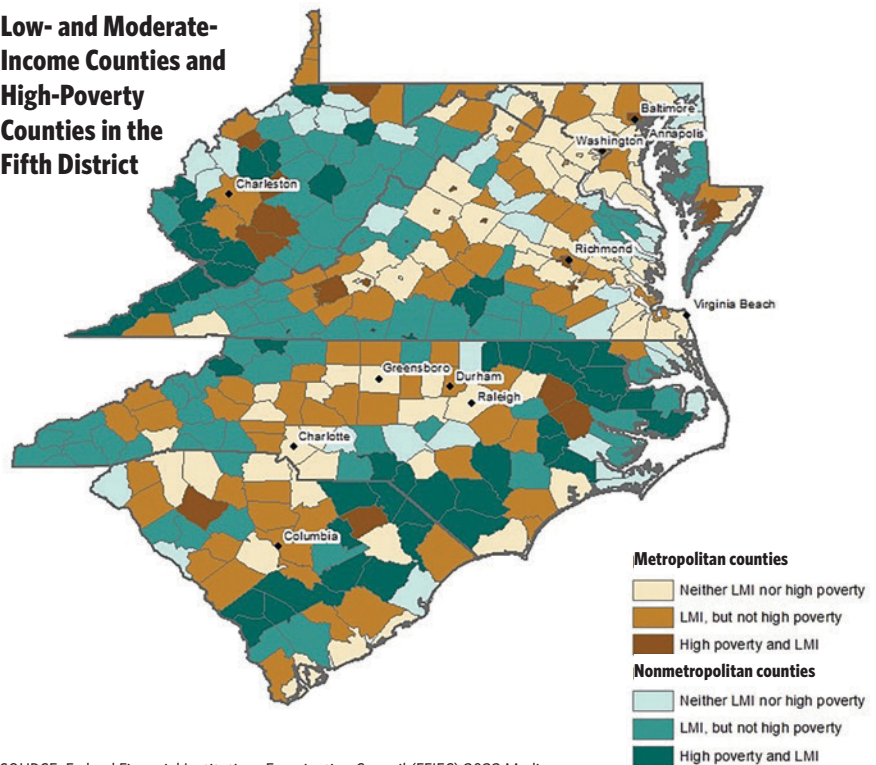 Low- and Moderate-
Income Counties and
High-Poverty
Counties in the
Fifth District
Baltimore
Annapolis
Washington
Charleston
Richmond
Virginia Beach
Greensboro
Durham
Raleigh
Charlotte
Columbia
Metropolitan counties
Neither LMI nor high poverty
LMI, but not high poverty
High poverty and LMI
Nonmetropolitan counties
Neither LMI nor high poverty
LMI, but not high poverty
High poverty and LMI